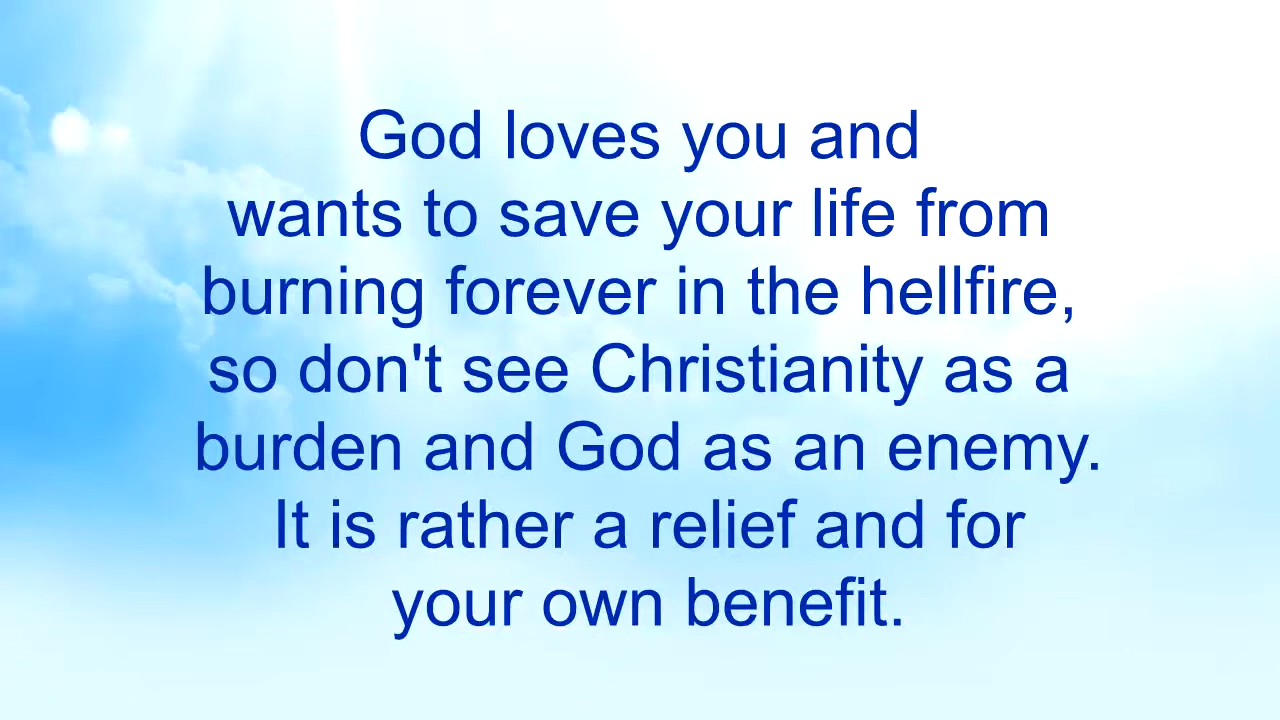 God loves you and
wants to save your life from
burning forever in the hellfire,
so don't see Christianity as a
burden and God as an enemy.
It is rather a relief and for
your own benefit.